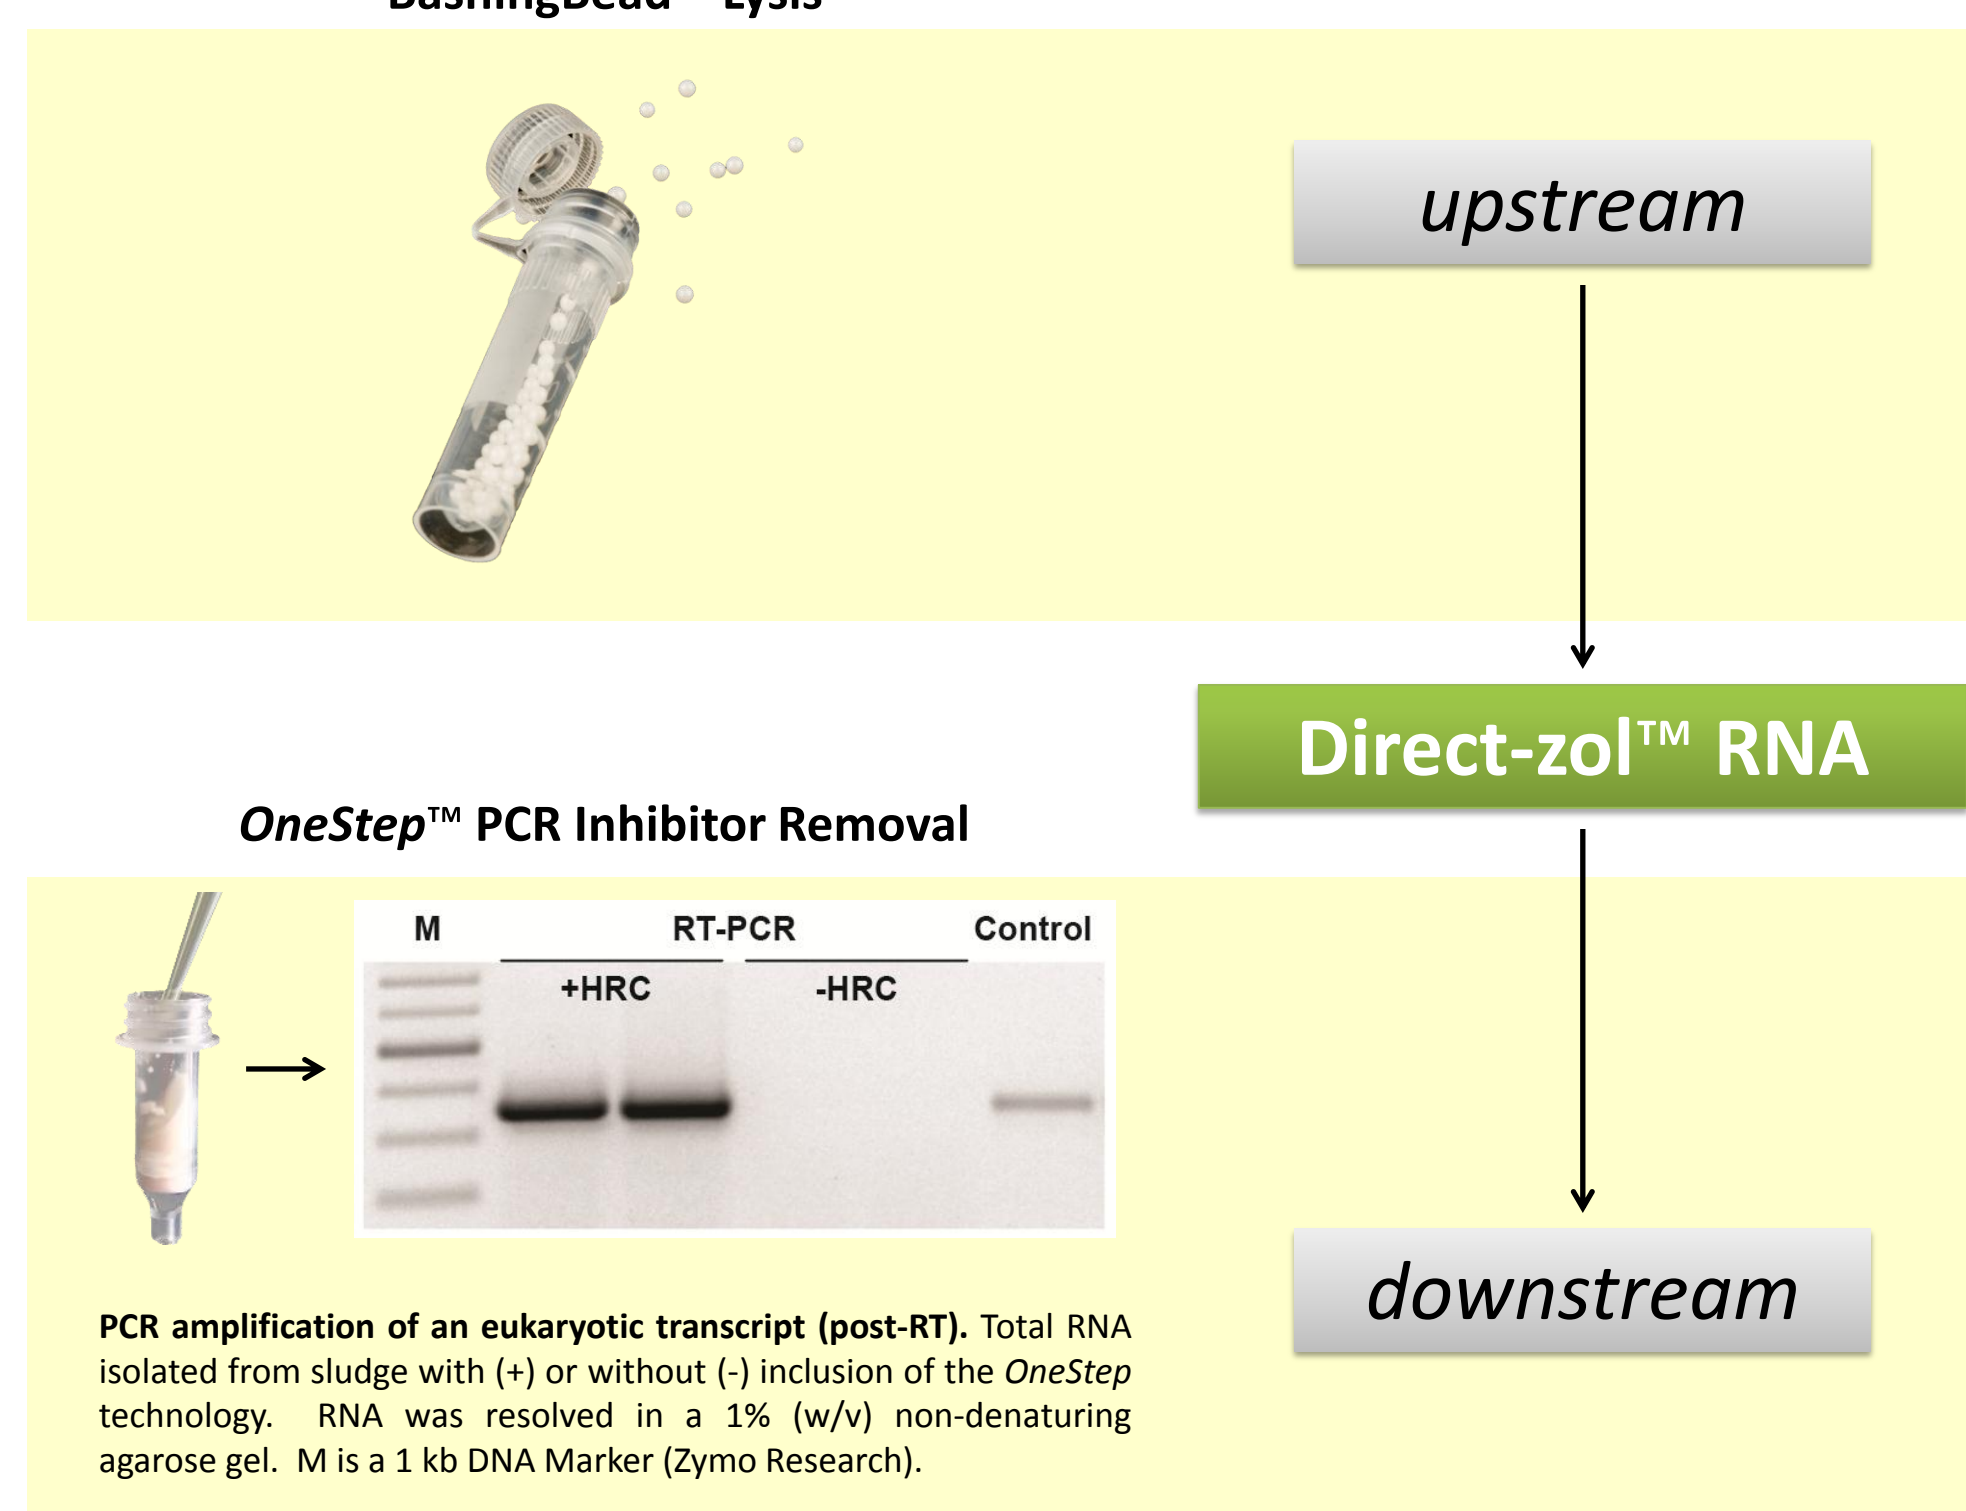 BashingBead™ Lysis
upstream
Direct-zol™ RNA
OneStep™ PCR Inhibitor Removal
M RT-PCR Control
+HRC -HRC
downstream
PCR amplification of an eukaryotic transcript (post-RT). Total RNA
isolated from sludge with (+) or without (-) inclusion of the OneStep
technology. RNA was resolved in a 1% (w/v) non-denaturing
agarose gel. M is a 1 kb DNA Marker (Zymo Research).